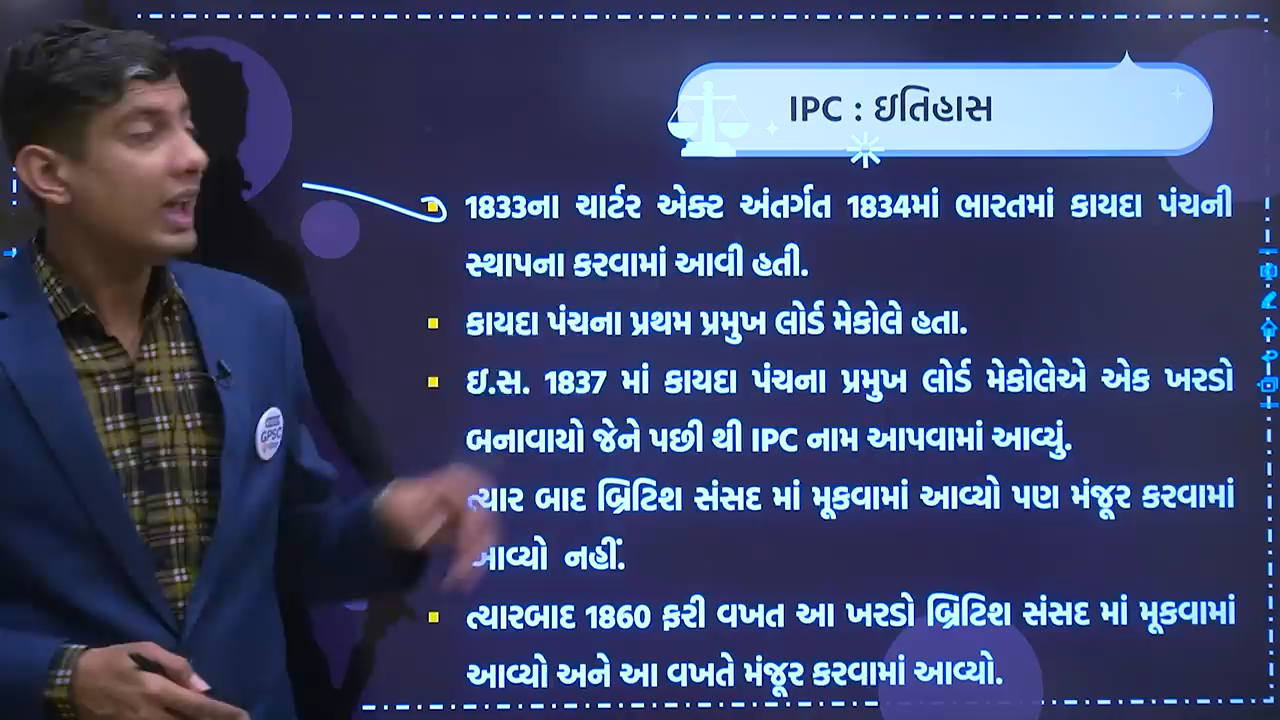 IPC : ઇતિહાસ
1833ના ચાર્ટર એક્ટ અંતર્ગત 1834માં ભારતમાં કાયદા પંચની
સ્થાપના કરવામાં આવી હતી.
કાયદા પંચના પ્રથમ પ્રમુખ લોર્ડ મેકોલે હતા.
ઇ.સ. 1837 માં કાયદા પંચના પ્રમુખ લોર્ડ મેકોલેએ એક ખરડો
બનાવાયો જેને પછી થી IPC નામ આપવામાં આવ્યું.
ત્યાર બાદ બ્રિટિશ સંસદ માં મૂકવામાં આવ્યો પણ મંજૂર કરવામાં
આવ્યો નહીં.
ત્યારબાદ 1860 ફરી વખત આ ખરડો બ્રિટિશ સંસદ માં મૂકવામાં
આવ્યો અને આ વખતે મંજૂર કરવામાં આવ્યો.
GPSC